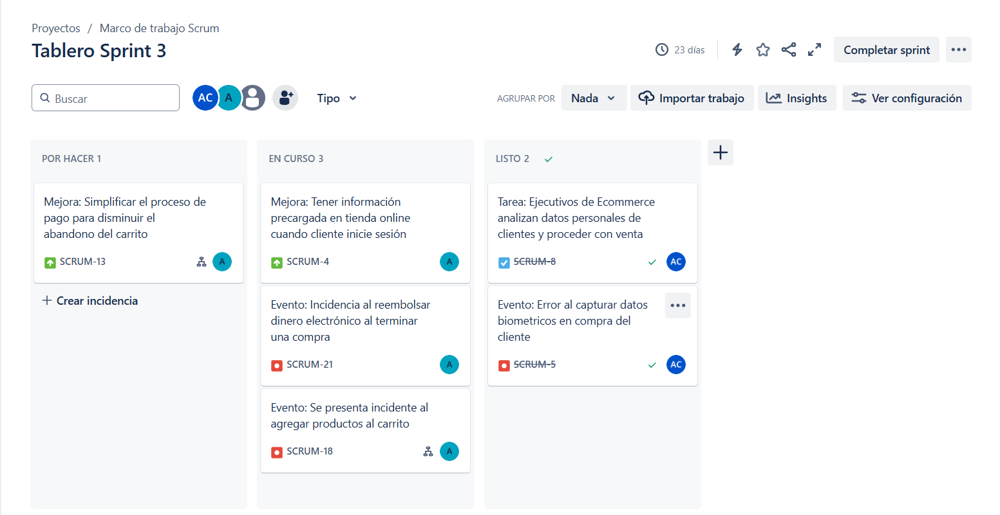 Proyectos / Marco de trabajo Scrum
Tablero Sprint 3
23 días
Completar sprint
Buscar
AC
A
Tipo
AGRUPAR POR
Nada
Importar trabajo
Insights
Ver configuración
POR HACER 1
Mejora: Simplificar el proceso de
pago para disminuir el
abandono del carrito
SCRUM-13
A
+ Crear incidencia
EN CURSO 3
Mejora: Tener información
precargada en tienda online
cuando cliente inicie sesión
SCRUM-4
A
Evento: Incidencia al reembolsar
dinero electrónico al terminar
una compra
SCRUM-21
A
Evento: Se presenta incidente al
agregar productos al carrito
SCRUM-18
A
LISTO 2
Tarea: Ejecutivos de Ecommerce
analizan datos personales de
clientes y proceder con venta
SCRUM-8
AC
Evento: Error al capturar datos
biometricos en compra del
cliente
SCRUM-5
AC